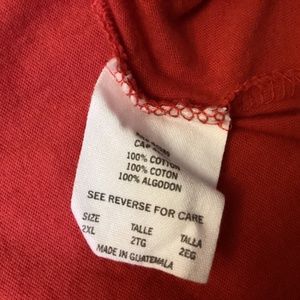 100% COTTON
100% COTON
100% ALGODON
SEE REVERSE FOR CARE
SIZE TALLE TALLA
2XL 2TG 2EG
MADE IN GUATEMALA